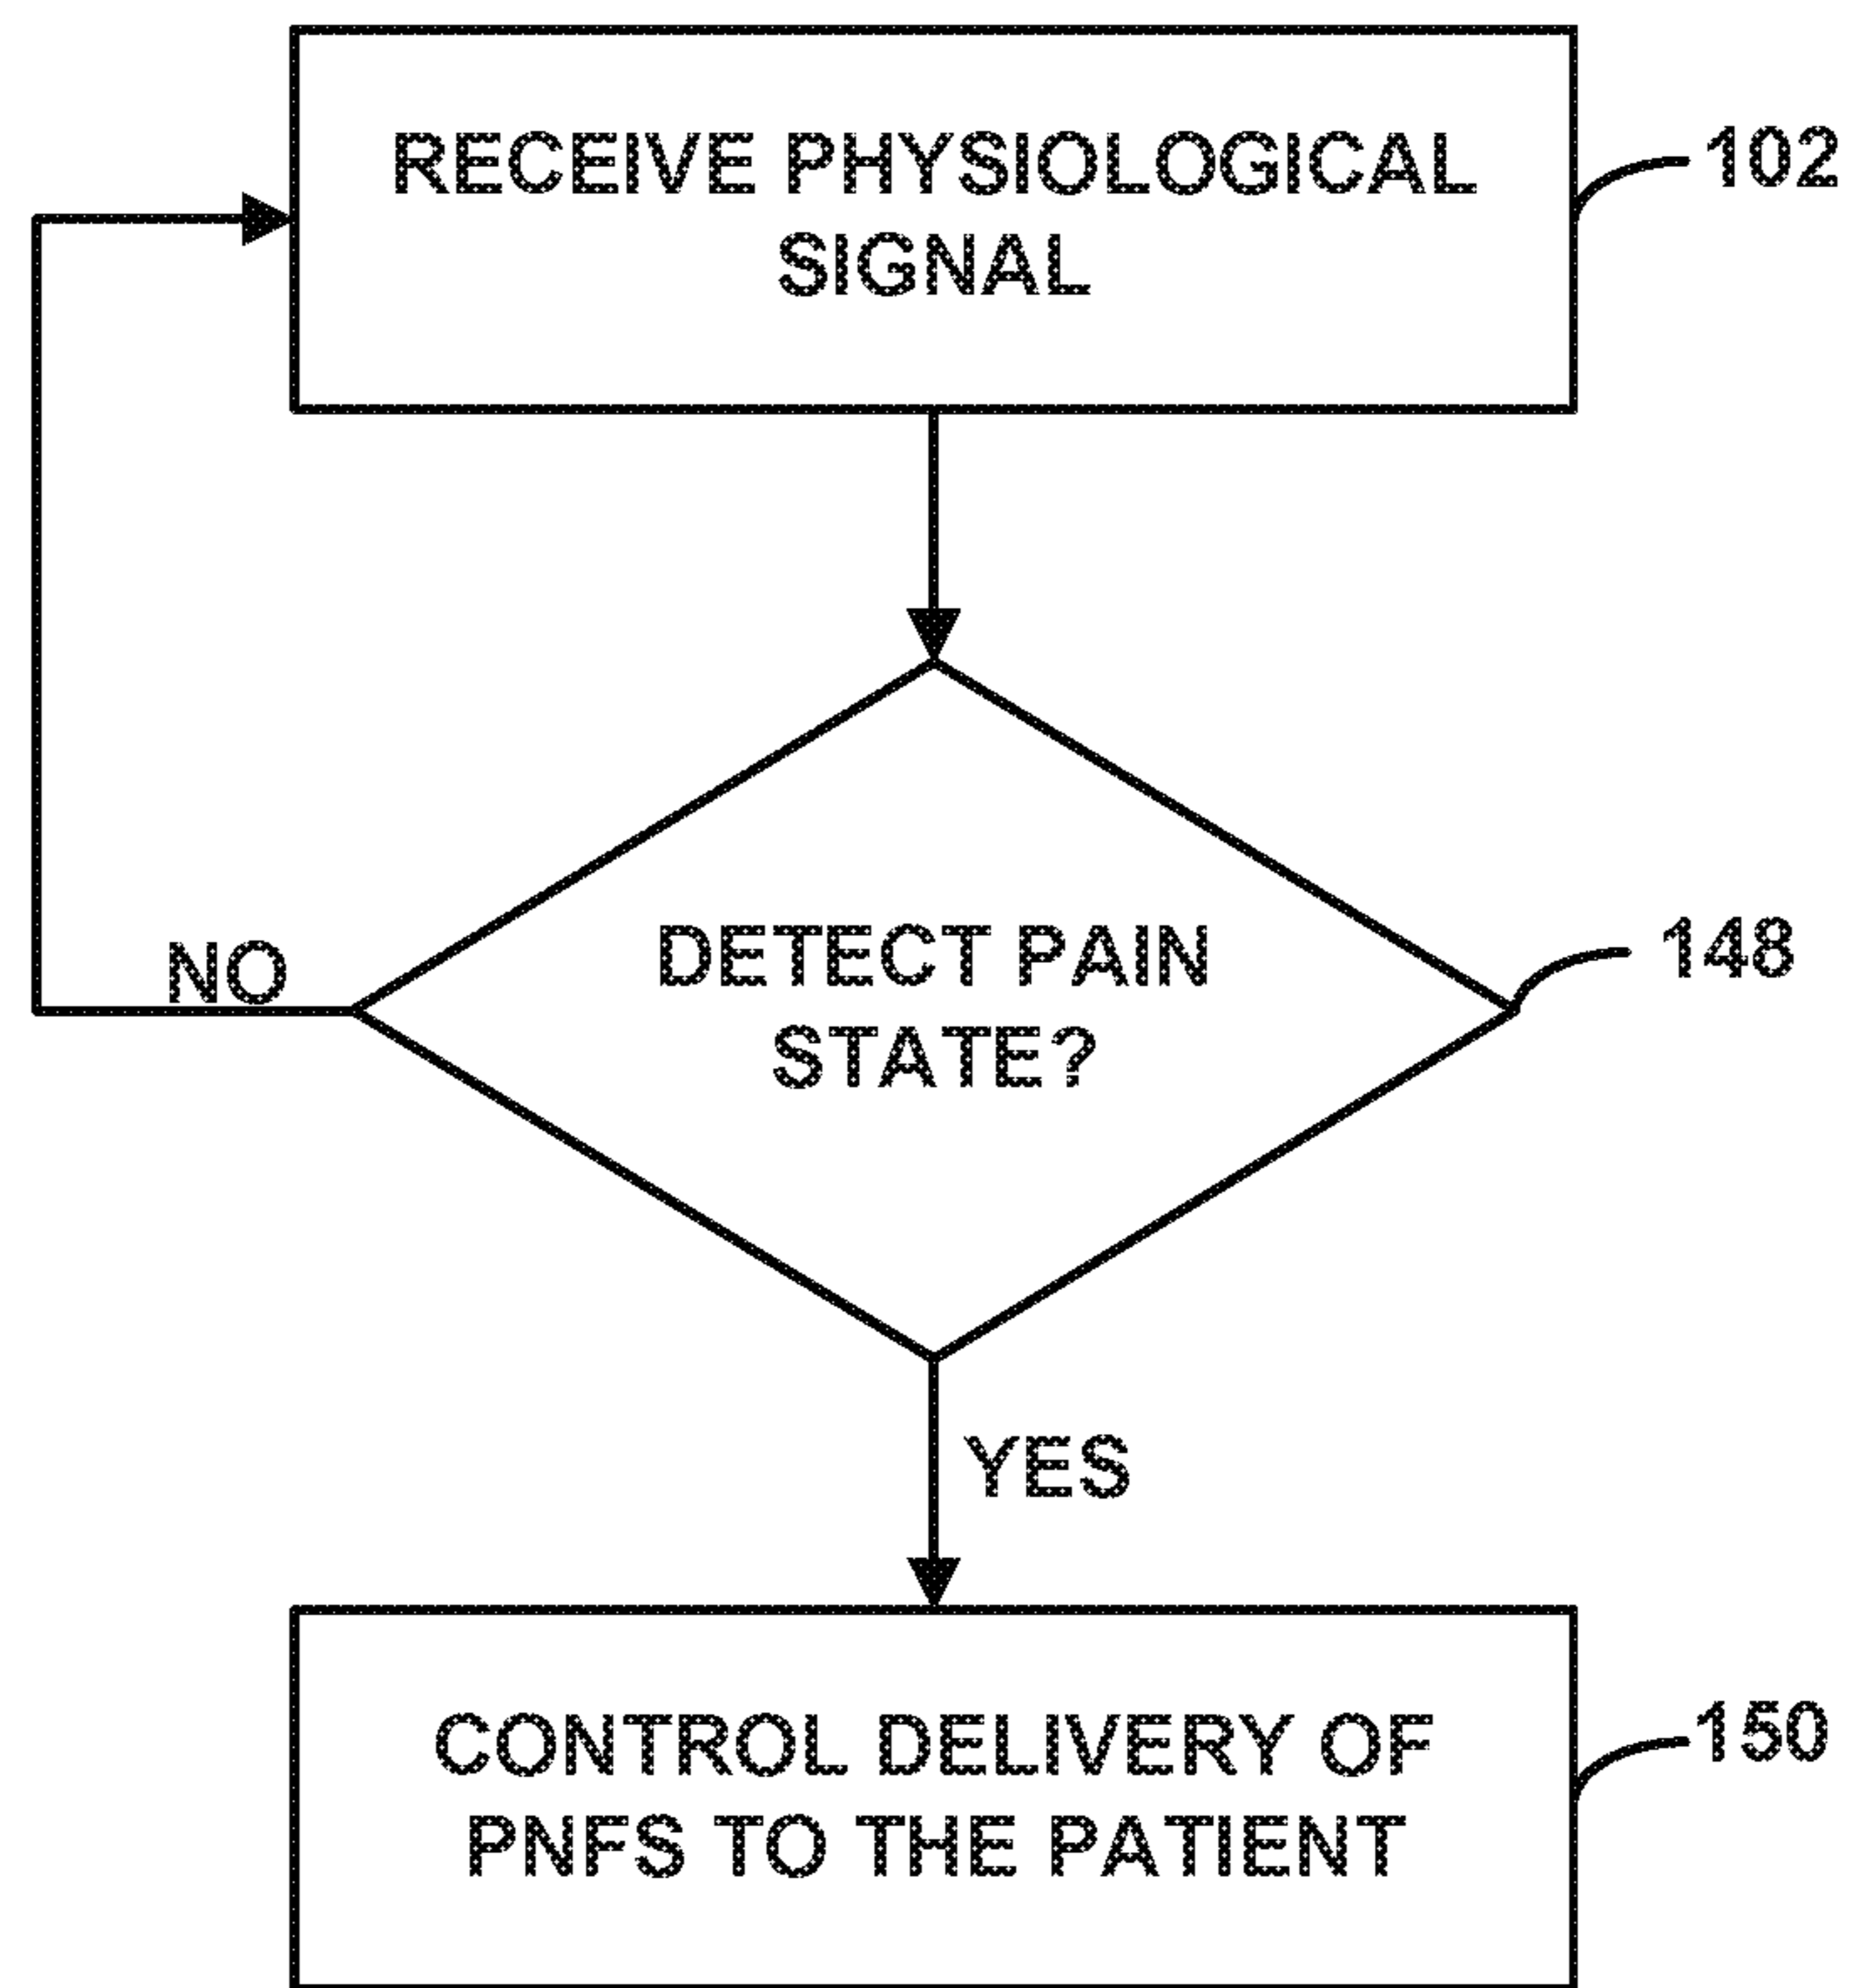 RECEIVE PHYSIOLOGICAL
SIGNAL
102
DETECT PAIN
STATE?
148
NO
YES
CONTROL DELIVERY OF
PNFS TO THE PATIENT
150